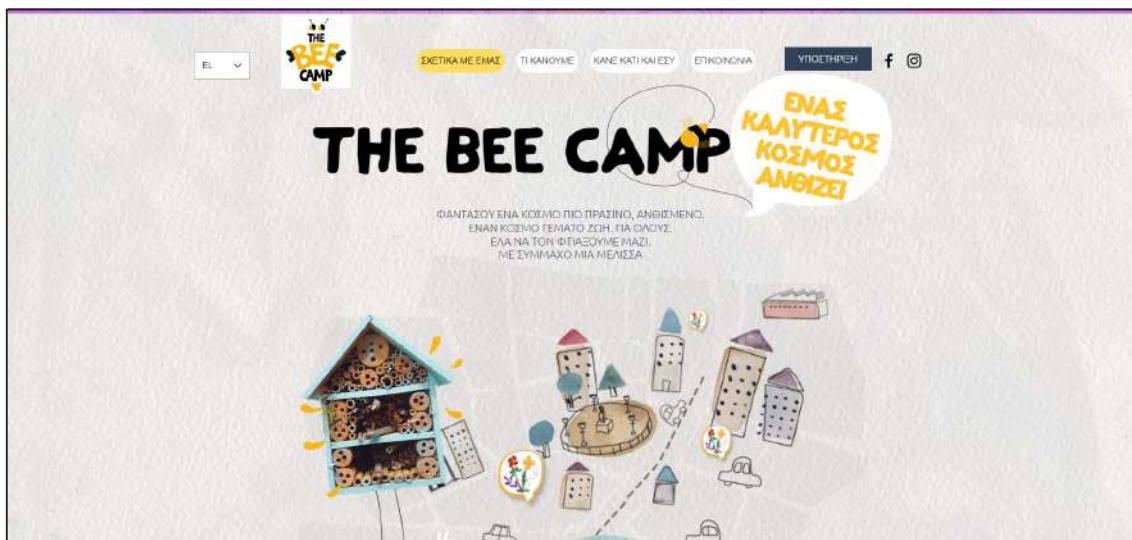 EL
THE
BEE
CAMP
ΣΧΕΤΙΚΑ ΜΕ ΕΜΑΣ
ΤΙ ΚΑΝΟΥΜΕ
ΚΑΝΕ ΚΑΤΙ ΚΑΙ ΕΣΥ
ΕΠΙΚΟΙΝΩΝΙΑ
ΥΠΟΣΤΗΡΙΞΗ
THE BEE CAMP
ΕΝΑΣ
ΚΑΛΥΤΕΡΟΣ
ΚΟΣΜΟΣ
ΑΝΘΙΖΕΙ
ΦΑΝΤΑΣΟΥ ΕΝΑ ΚΟΣΜΟ ΠΙΟ ΠΡΑΣΙΝΟ, ΑΝΘΙΣΜΕΝΟ.
ΕΝΑΝ ΚΟΣΜΟ ΓΕΜΑΤΟ ΖΩΗ. ΓΙΑ ΟΛΟΥΣ.
ΕΛΑ ΝΑ ΤΟΝ ΦΤΙΑΞΟΥΜΕ ΜΑΖΙ.
ΜΕ ΣΥΜΜΑΧΟ ΜΙΑ ΜΕΛΙΣΣΑ